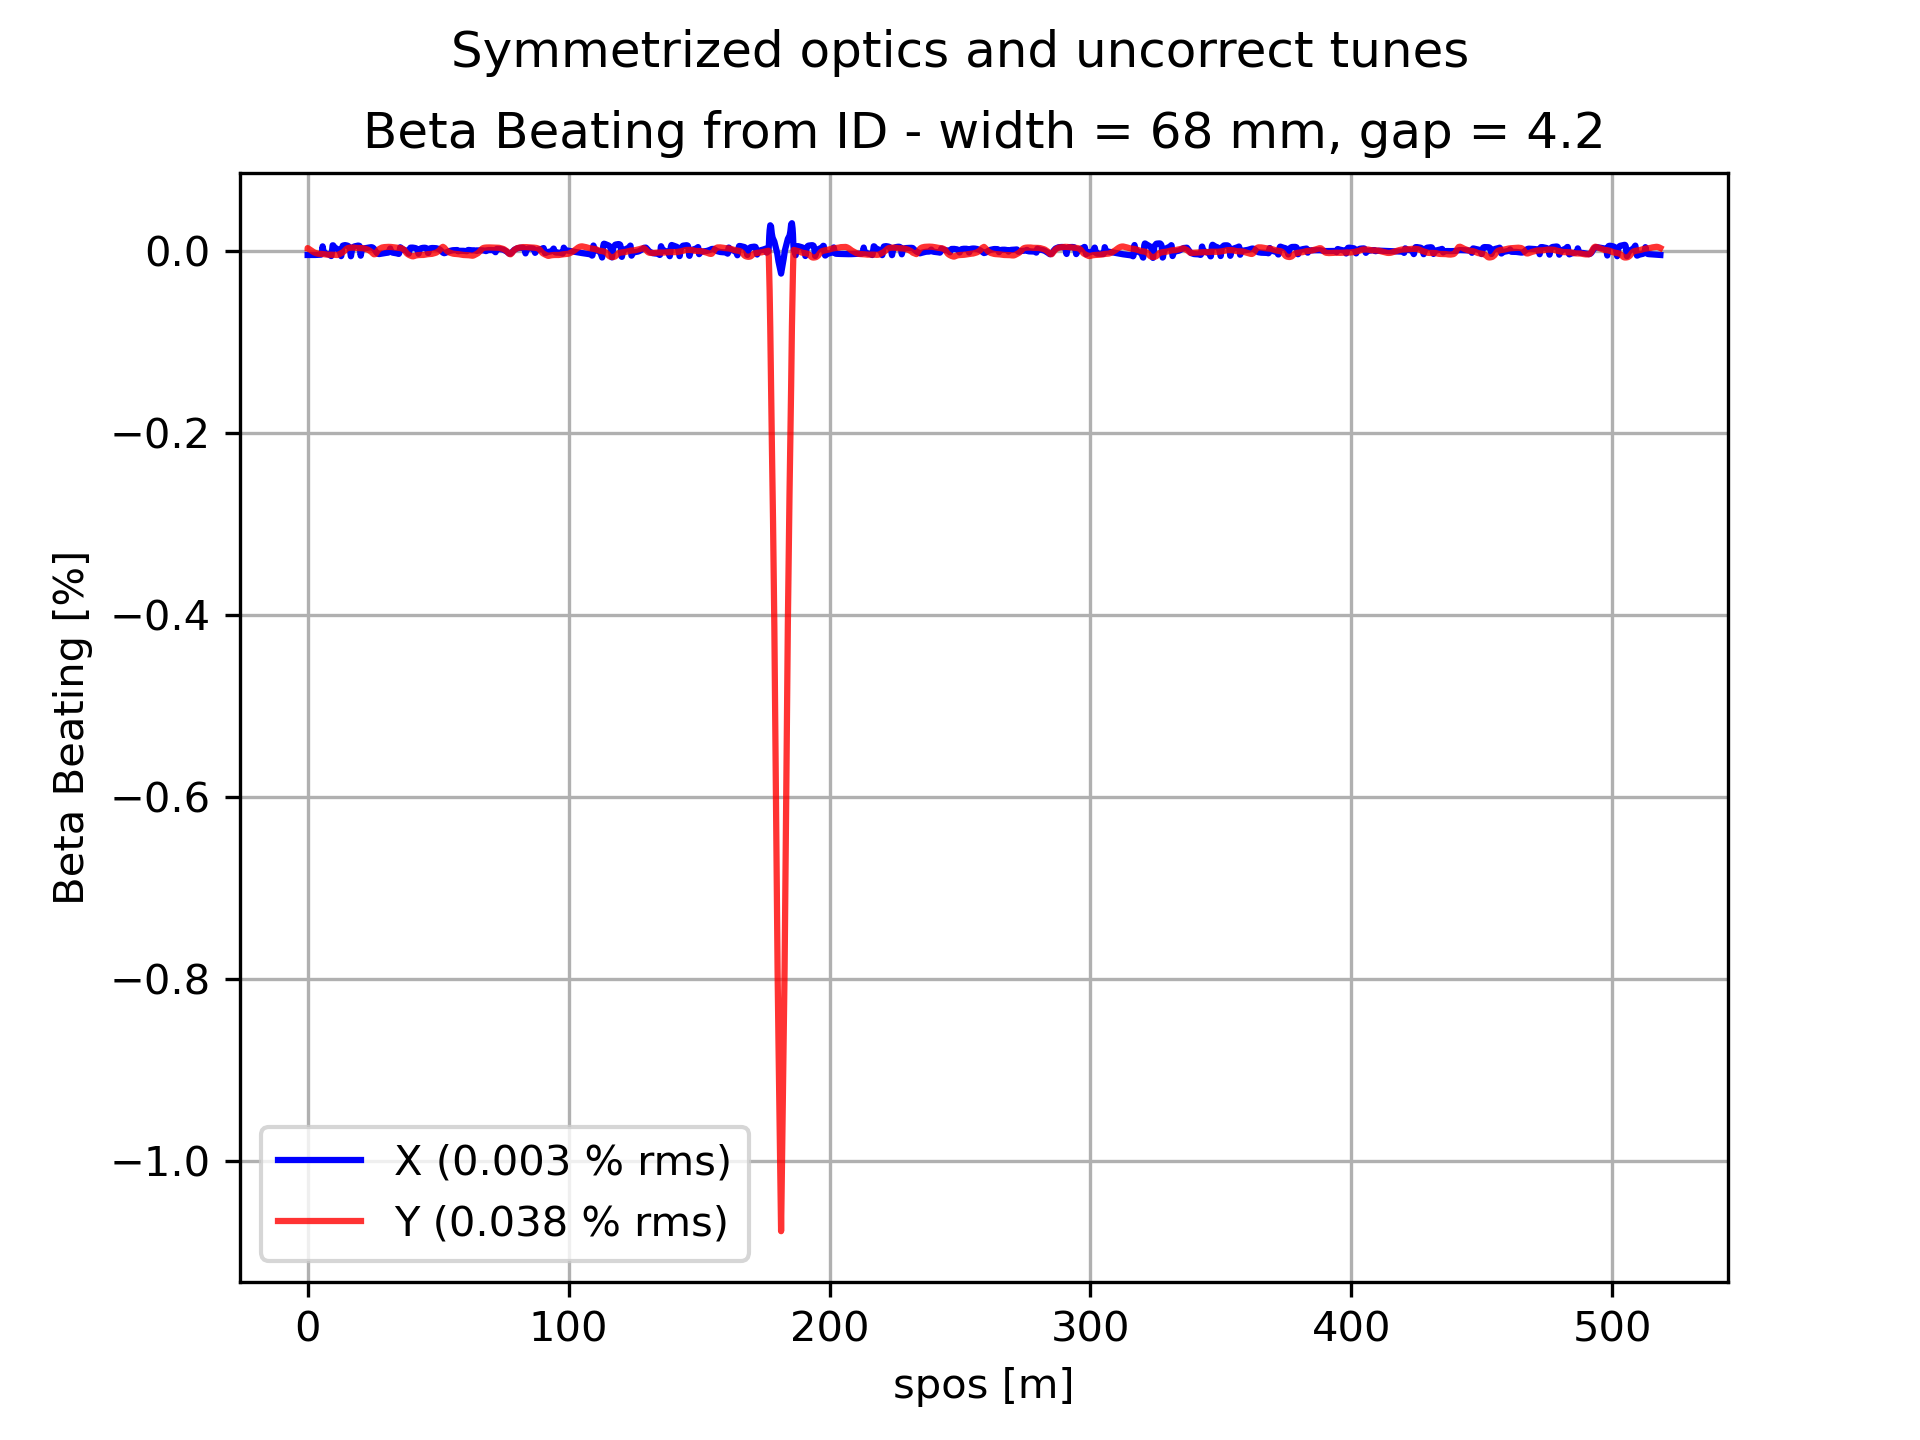 Symmetrized optics and uncorrect tunes
Beta Beating from ID - width = 68 mm, gap = 4.2
Beta Beating [%]
0.0
−0.2
−0.4
−0.6
−0.8
−1.0
X (0.003 % rms)
Y (0.038 % rms)
0 100 200 300 400 500
spos [m]